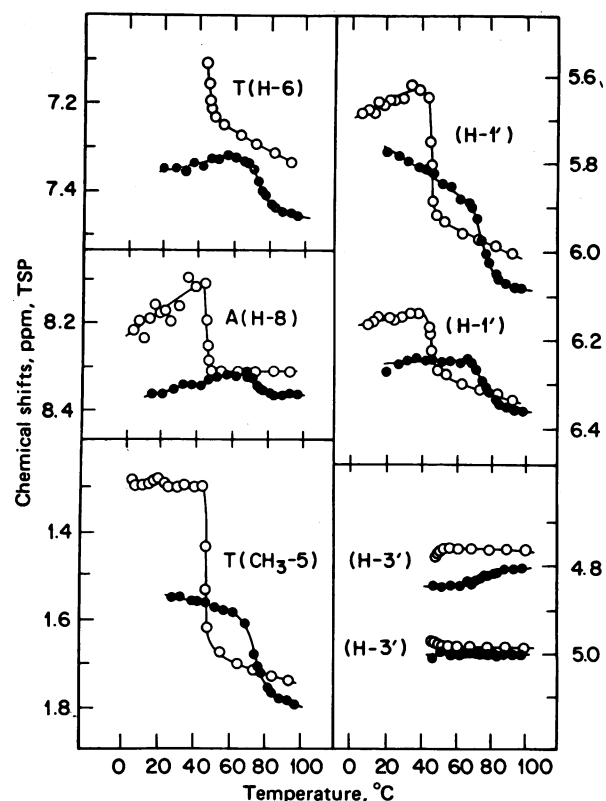 Chemical shifts, ppm, TSP
7.2
7.4
T(H-6)
8.2
8.4
A(H-8)
1.4
1.6
1.8
T(CH₃-5)
5.6
5.8
6.0
6.2
6.4
(H-1′)
(H-1′)
4.8
5.0
(H-3′)
(H-3′)
0 20 40 60 80 100
0 20 40 60 80 100
Temperature, °C